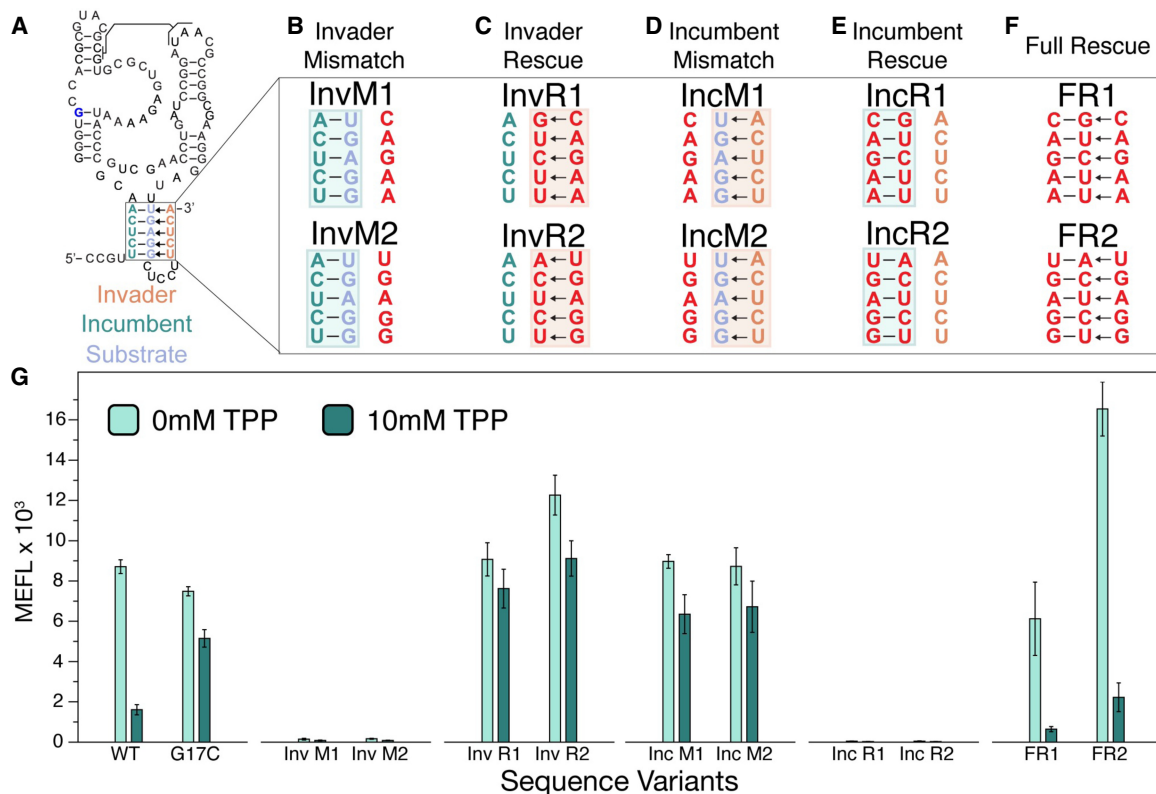 A
B
C
D
E
F
Invader
Mismatch
Invader
Rescue
Incumbent
Mismatch
Incumbent
Rescue
Full Rescue
InvM1
A–U C
C–G A
U–A G
C–G A
U–G A
InvM2
A–U U
C–G G
U–A A
C–G G
U–G G
InvR1
A G←C
C U←A
U C←G
C U←A
U U←A
InvR2
A A←U
C C←G
U U←A
C C←G
U U←G
IncM1
C U←A
A G←C
G A←U
A G←C
A G←U
IncM2
U U←A
G G←C
A A←U
G G←C
G G←U
IncR1
C–G A
A–U C
G–C U
A–U C
A–U U
IncR2
U–A A
G–C C
A–U U
G–C C
G–U U
FR1
C–G←C
A–U←A
G–C←G
A–U←A
A–U←A
FR2
U–A←U
G–C←G
A–U←A
G–C←G
G–U←G
A–U←A –3'
C–G←C
U–A←U
C–G←C
5'–CCGU U–G←U
Invader
Incumbent
Substrate
G
0mM TPP
10mM TPP
MEFL x 10³
16
14
12
10
8
6
4
2
0
WT
G17C
Inv M1
Inv M2
Inv R1
Inv R2
Inc M1
Inc M2
Inc R1
Inc R2
FR1
FR2
Sequence Variants